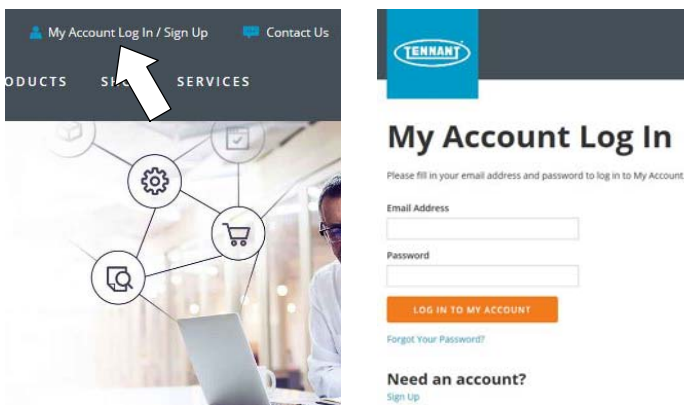 My Account Log In / Sign Up
Contact Us
ODUCTS
SERVICES
TENNANT
My Account Log In
Please fill in your email address and password to log in to My Account
Email Address
Password
LOG IN TO MY ACCOUNT
Forgot Your Password?
Need an account?
Sign Up